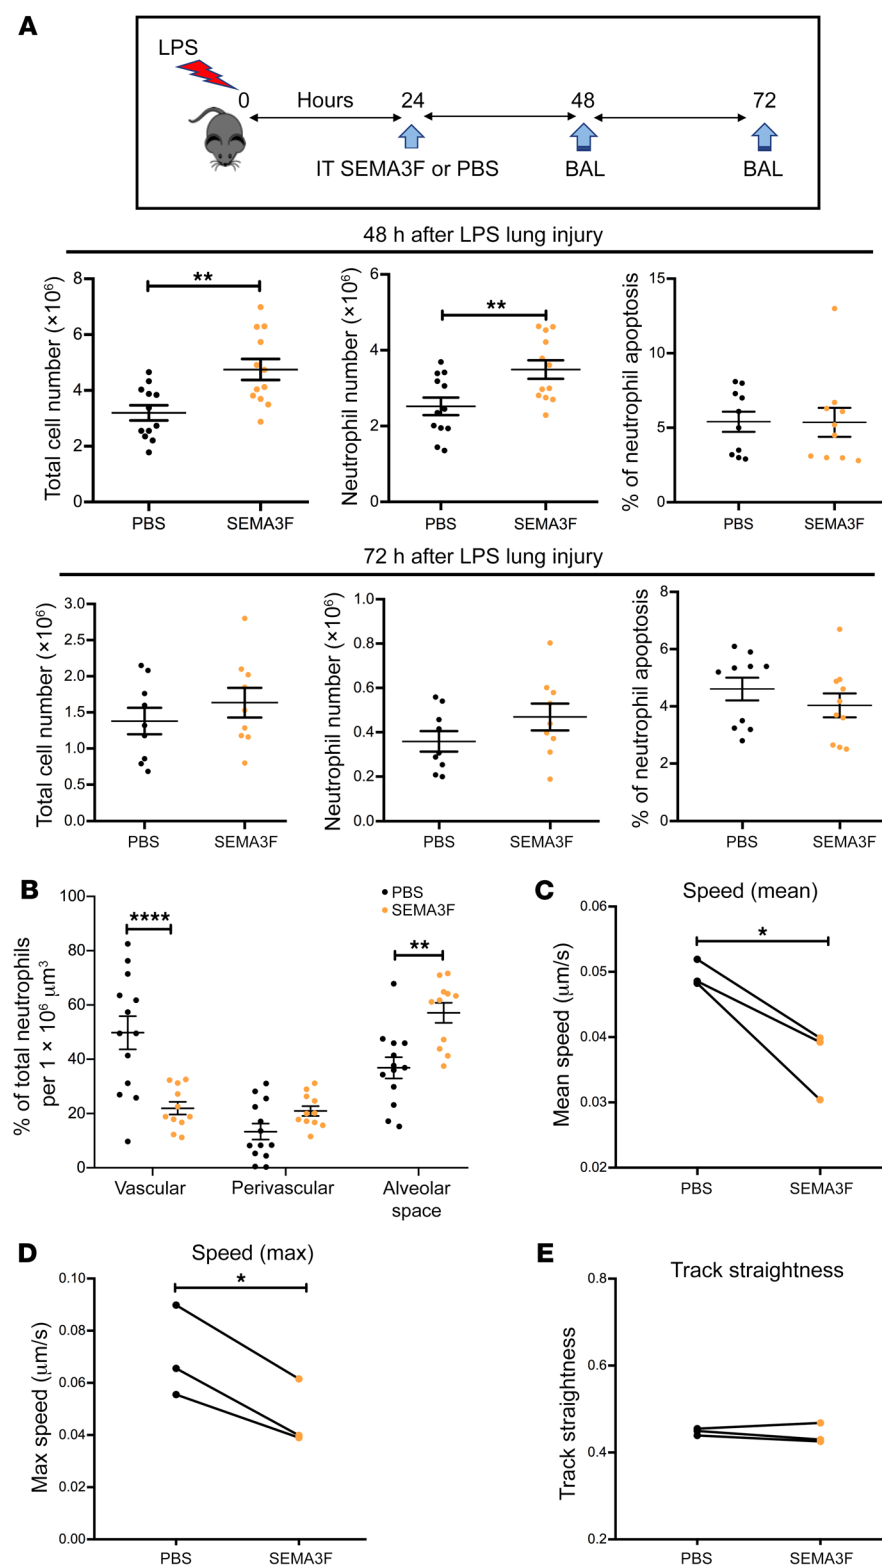 A
LPS
0 Hours 24 48 72
IT SEMA3F or PBS BAL BAL
48 h after LPS lung injury
Total cell number (×10⁶)
8
6
4
2
0
**
PBS SEMA3F
Neutrophil number (×10⁶)
6
4
2
0
**
PBS SEMA3F
% of neutrophil apoptosis
15
10
5
0
PBS SEMA3F
72 h after LPS lung injury
Total cell number (×10⁶)
3.0
2.5
2.0
1.5
1.0
0.5
0.0
PBS SEMA3F
Neutrophil number (×10⁶)
1.0
0.8
0.6
0.4
0.2
0.0
PBS SEMA3F
% of neutrophil apoptosis
8
6
4
2
0
PBS SEMA3F
B
% of total neutrophils
per 1 × 10⁶ μm³
100
80
60
40
20
0
PBS
SEMA3F
****
**
Vascular Perivascular Alveolar
space
C
Speed (mean)
Mean speed (μm/s)
0.06
0.05
0.04
0.03
0.02
*
PBS SEMA3F
D
Speed (max)
Max speed (μm/s)
0.10
0.08
0.06
0.04
0.02
0.00
*
PBS SEMA3F
E
Track straightness
Track straightness
0.8
0.6
0.4
0.2
PBS SEMA3F